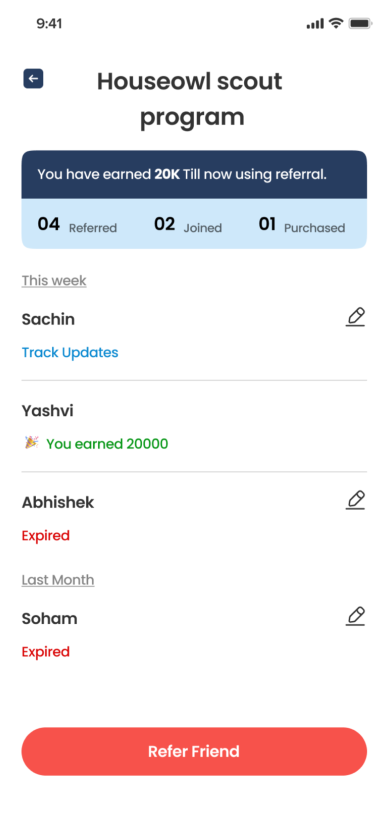 9:41
Houseowl scout
program
You have earned 20K Till now using referral.
04 Referred 02 Joined 01 Purchased
This week
Sachin
Track Updates
Yashvi
🎉 You earned 20000
Abhishek
Expired
Last Month
Soham
Expired
Refer Friend